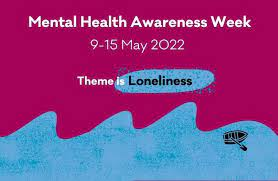 Mental Health Awareness Week
9-15 May 2022
Theme is Loneliness